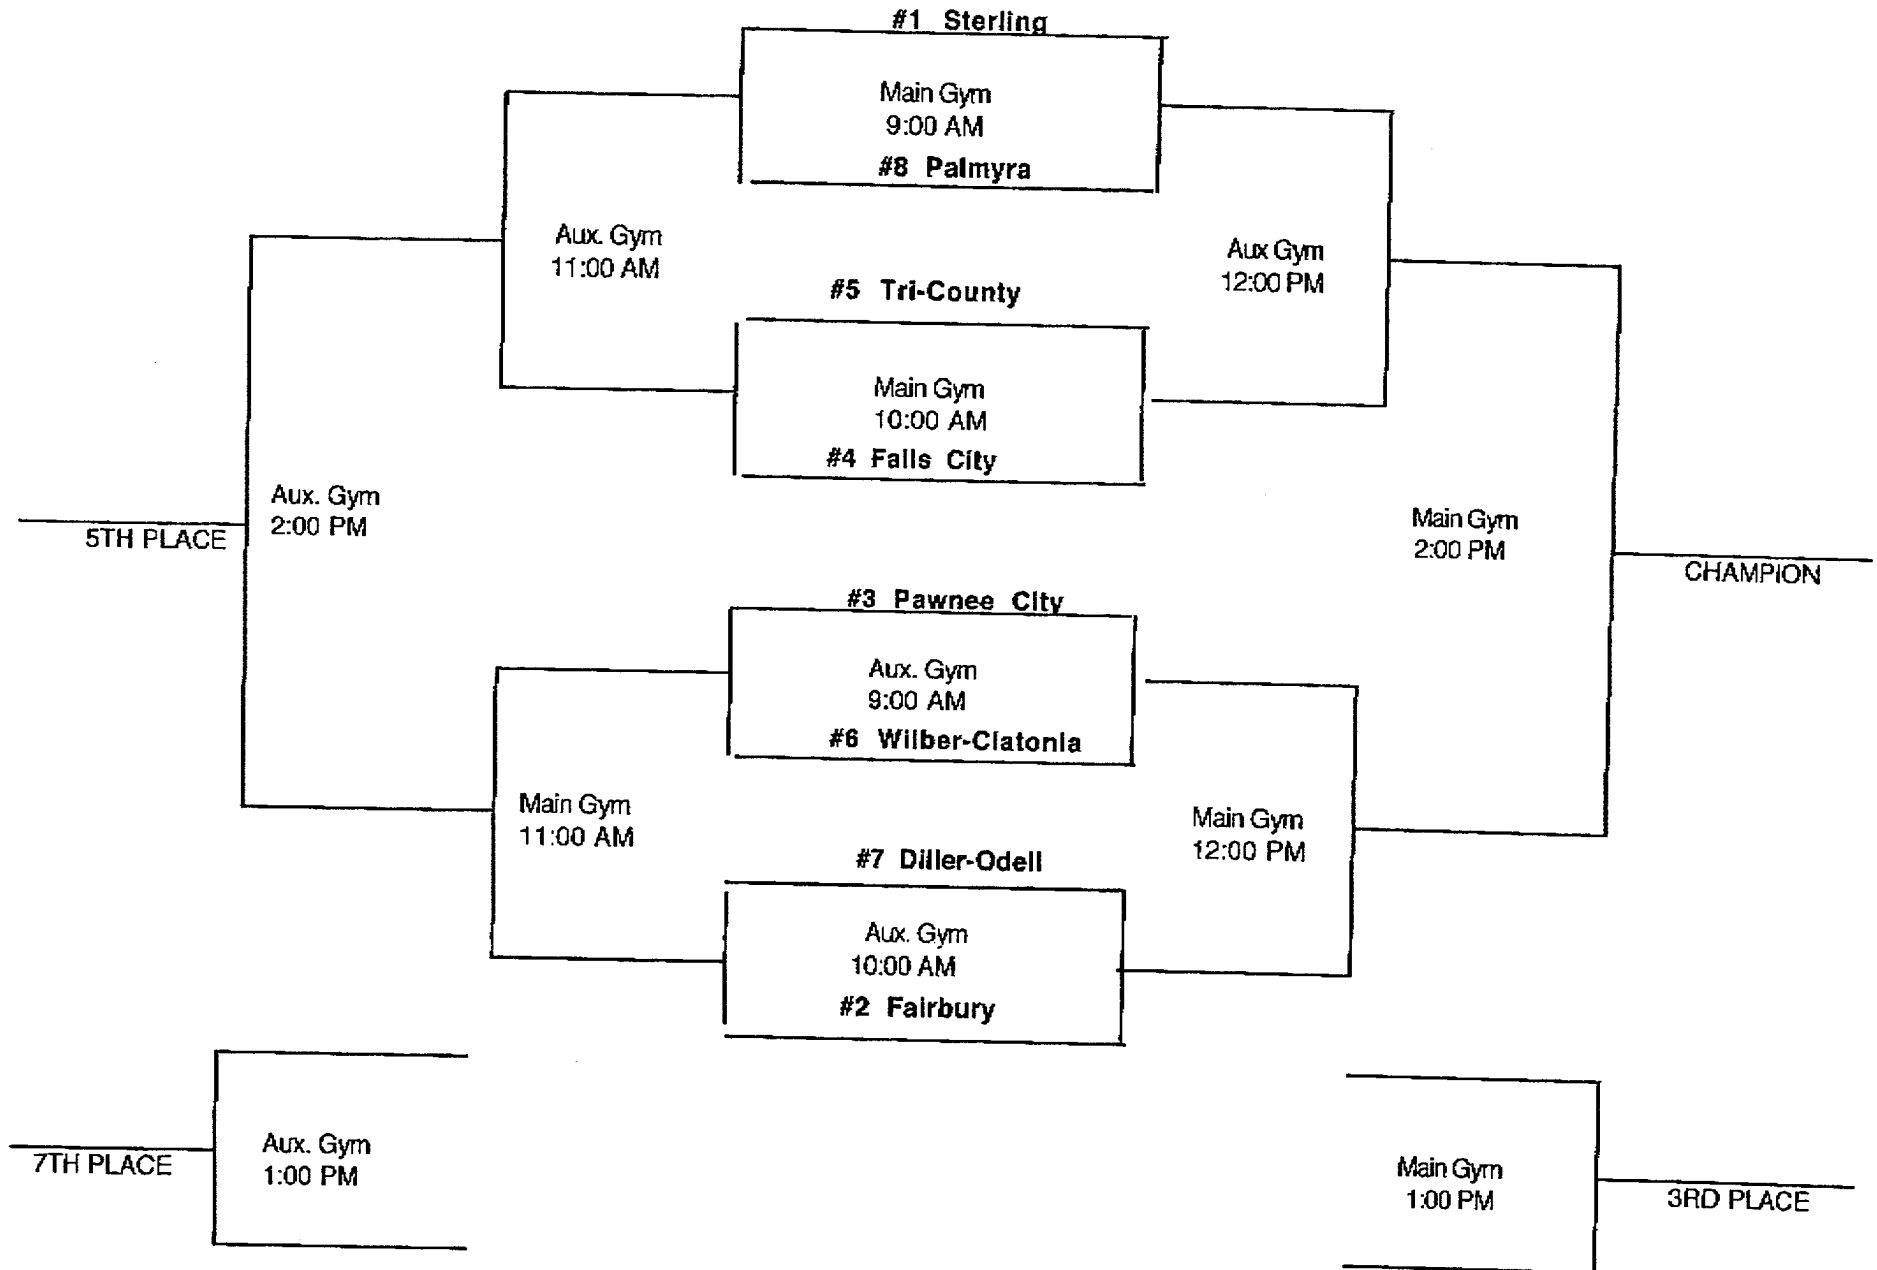 #1 Sterling
Main Gym
9:00 AM
#8 Palmyra
Aux. Gym
11:00 AM
Aux Gym
12:00 PM
#5 Tri-County
Main Gym
10:00 AM
#4 Falls City
Aux. Gym
2:00 PM
5TH PLACE
Main Gym
2:00 PM
CHAMPION
#3 Pawnee City
Aux. Gym
9:00 AM
#6 Wilber-Clatonia
Main Gym
11:00 AM
Main Gym
12:00 PM
#7 Diller-Odell
Aux. Gym
10:00 AM
#2 Fairbury
Aux. Gym
1:00 PM
7TH PLACE
Main Gym
1:00 PM
3RD PLACE